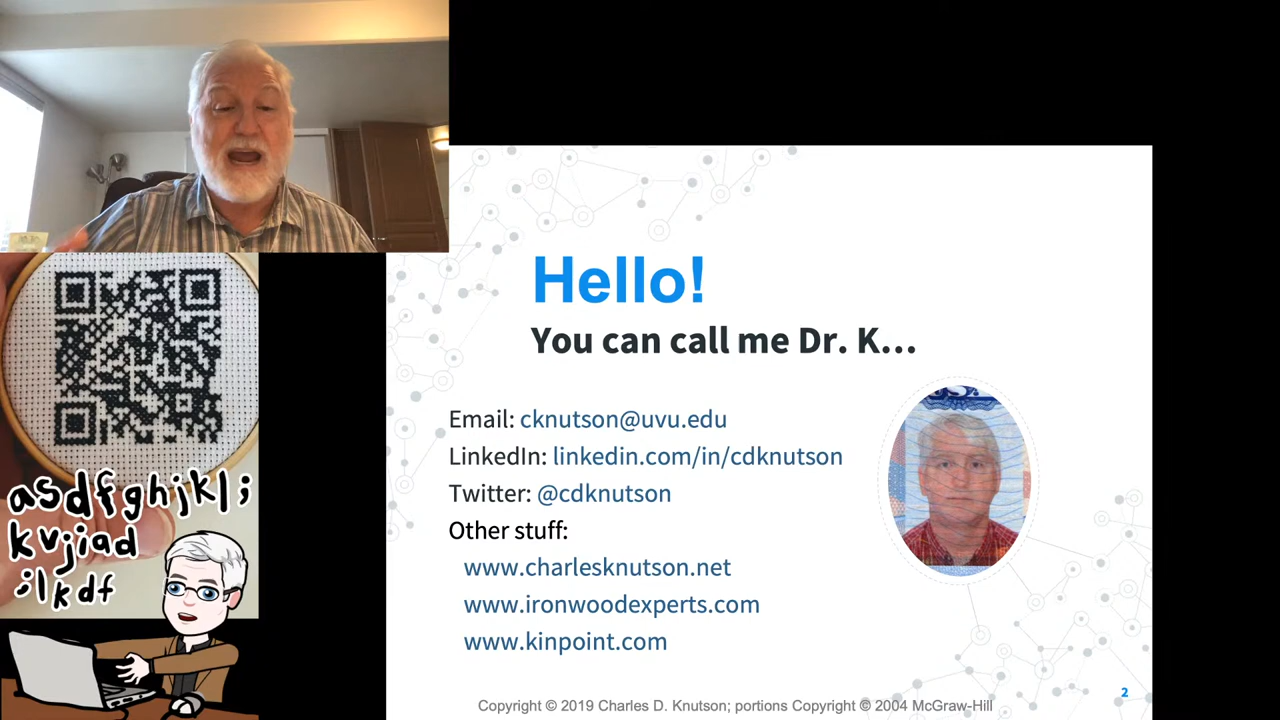 Hello!
You can call me Dr. K...
Email: cknutson@uvu.edu
LinkedIn: linkedin.com/in/cdknutson
Twitter: @cdknutson
Other stuff:
www.charlesknutson.net
www.ironwoodexperts.com
www.kinpoint.com
2
Copyright © 2019 Charles D. Knutson; portions Copyright © 2004 McGraw-Hill
asdfghjkl;
kvjiad
;lkdf